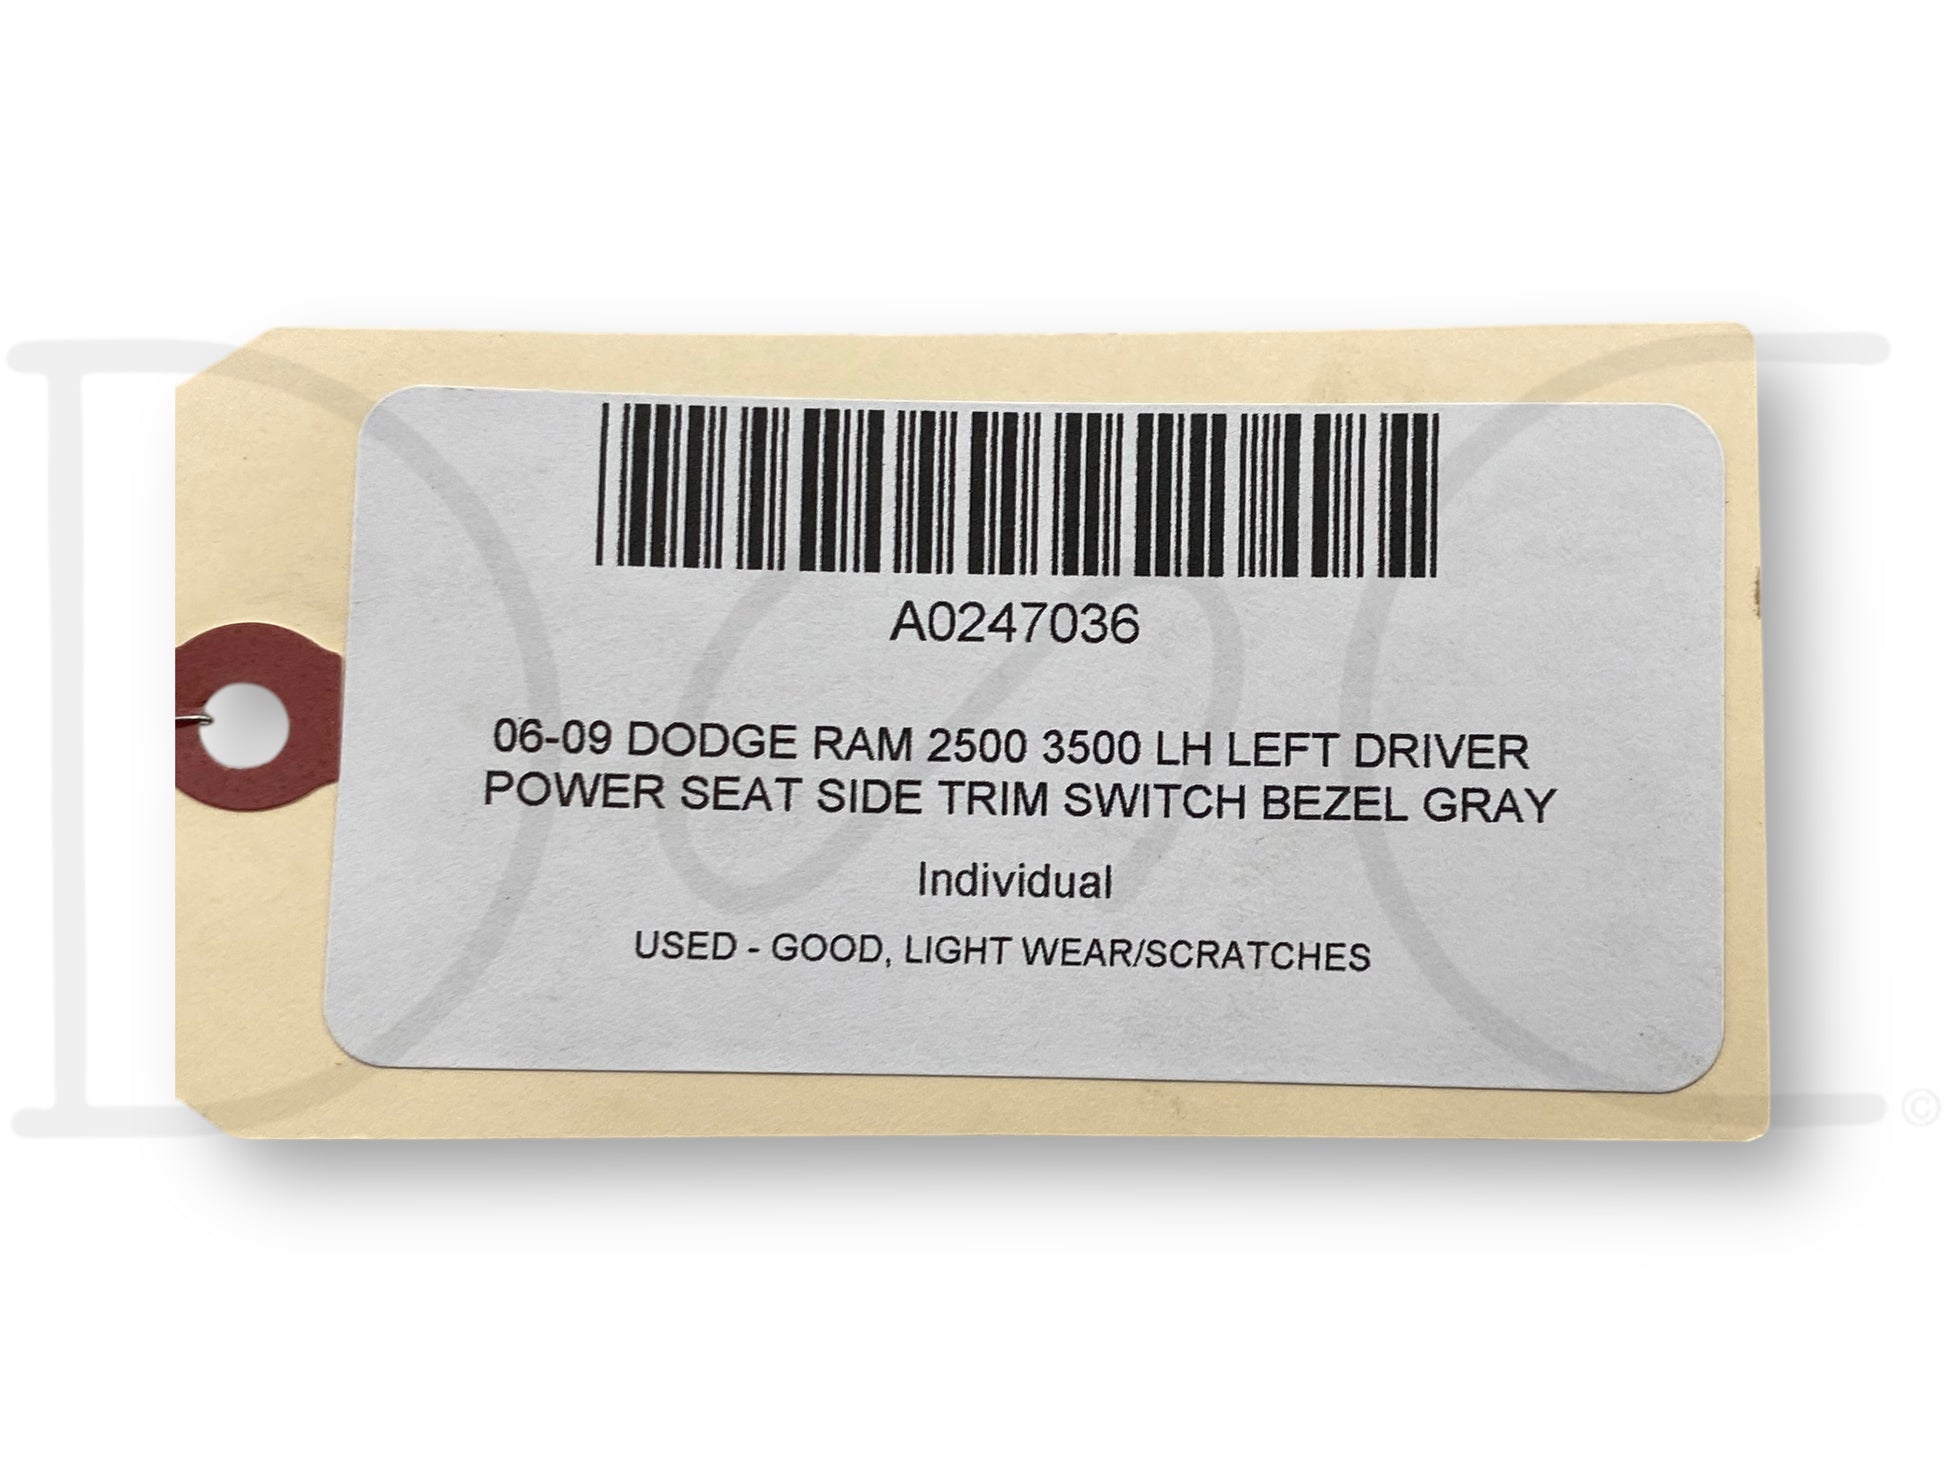 A0247036
06-09 DODGE RAM 2500 3500 LH LEFT DRIVER
POWER SEAT SIDE TRIM SWITCH BEZEL GRAY
Individual
USED - GOOD, LIGHT WEAR/SCRATCHES
©